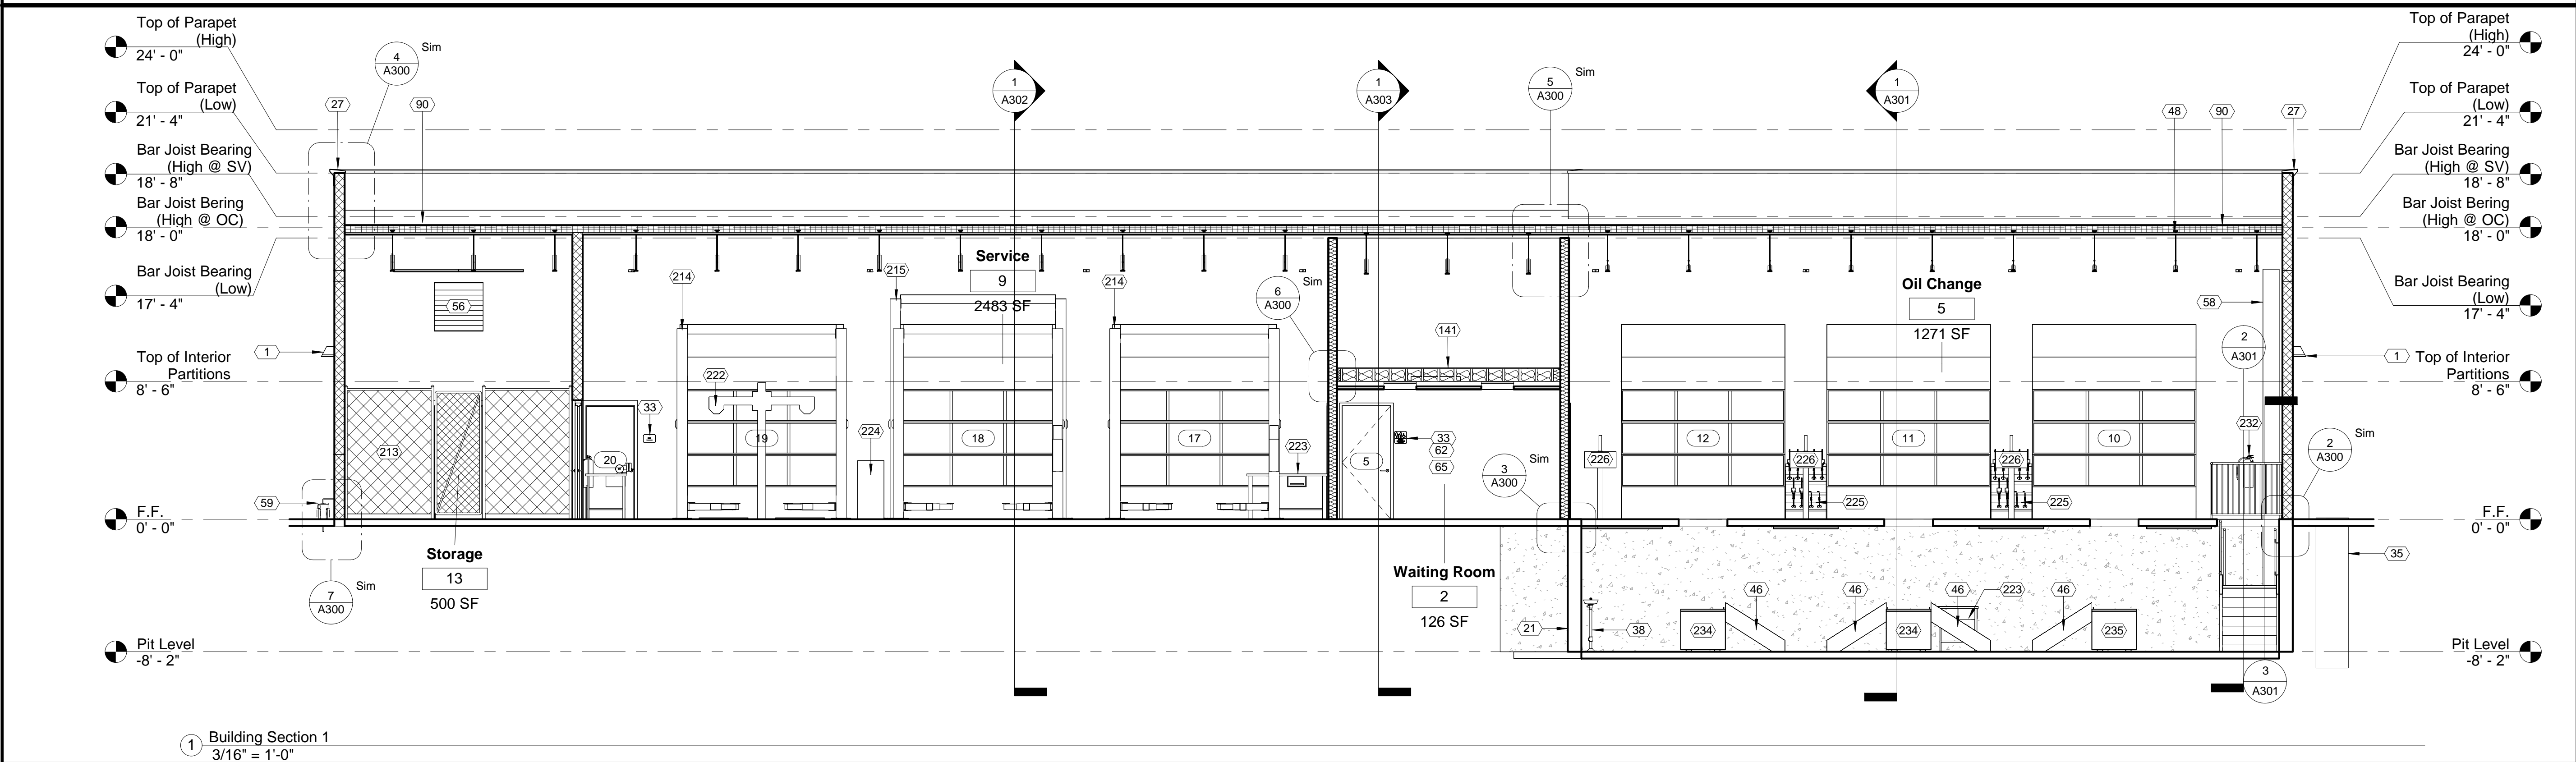 Top of Parapet
(High)
24' - 0"
Top of Parapet
(Low)
21' - 4"
Bar Joist Bearing
(High @ SV)
18' - 8"
Bar Joist Bering
(High @ OC)
18' - 0"
Bar Joist Bearing
(Low)
17' - 4"
Top of Interior
Partitions
8' - 6"
F.F.
0' - 0"
Pit Level
-8' - 2"
4
A300
Sim
27
90
1
A302
1
A303
5
A300
Sim
1
A301
48
90
27
56
1
213
59
7
A300
Sim
Storage
13
500 SF
20
33
214
222
19
224
215
18
Service
9
2483 SF
214
17
223
6
A300
Sim
141
5
33
62
65
3
A300
Sim
Waiting Room
2
126 SF
226
12
226
225
11
226
225
10
Oil Change
5
1271 SF
58
2
A301
232
1
2
A300
Sim
35
21
38
234
46
46
234
46
223
46
235
3
A301
Top of Parapet
(High)
24' - 0"
Top of Parapet
(Low)
21' - 4"
Bar Joist Bearing
(High @ SV)
18' - 8"
Bar Joist Bering
(High @ OC)
18' - 0"
Bar Joist Bearing
(Low)
17' - 4"
Top of Interior
Partitions
8' - 6"
F.F.
0' - 0"
Pit Level
-8' - 2"
1
Building Section 1
3/16" = 1'-0"